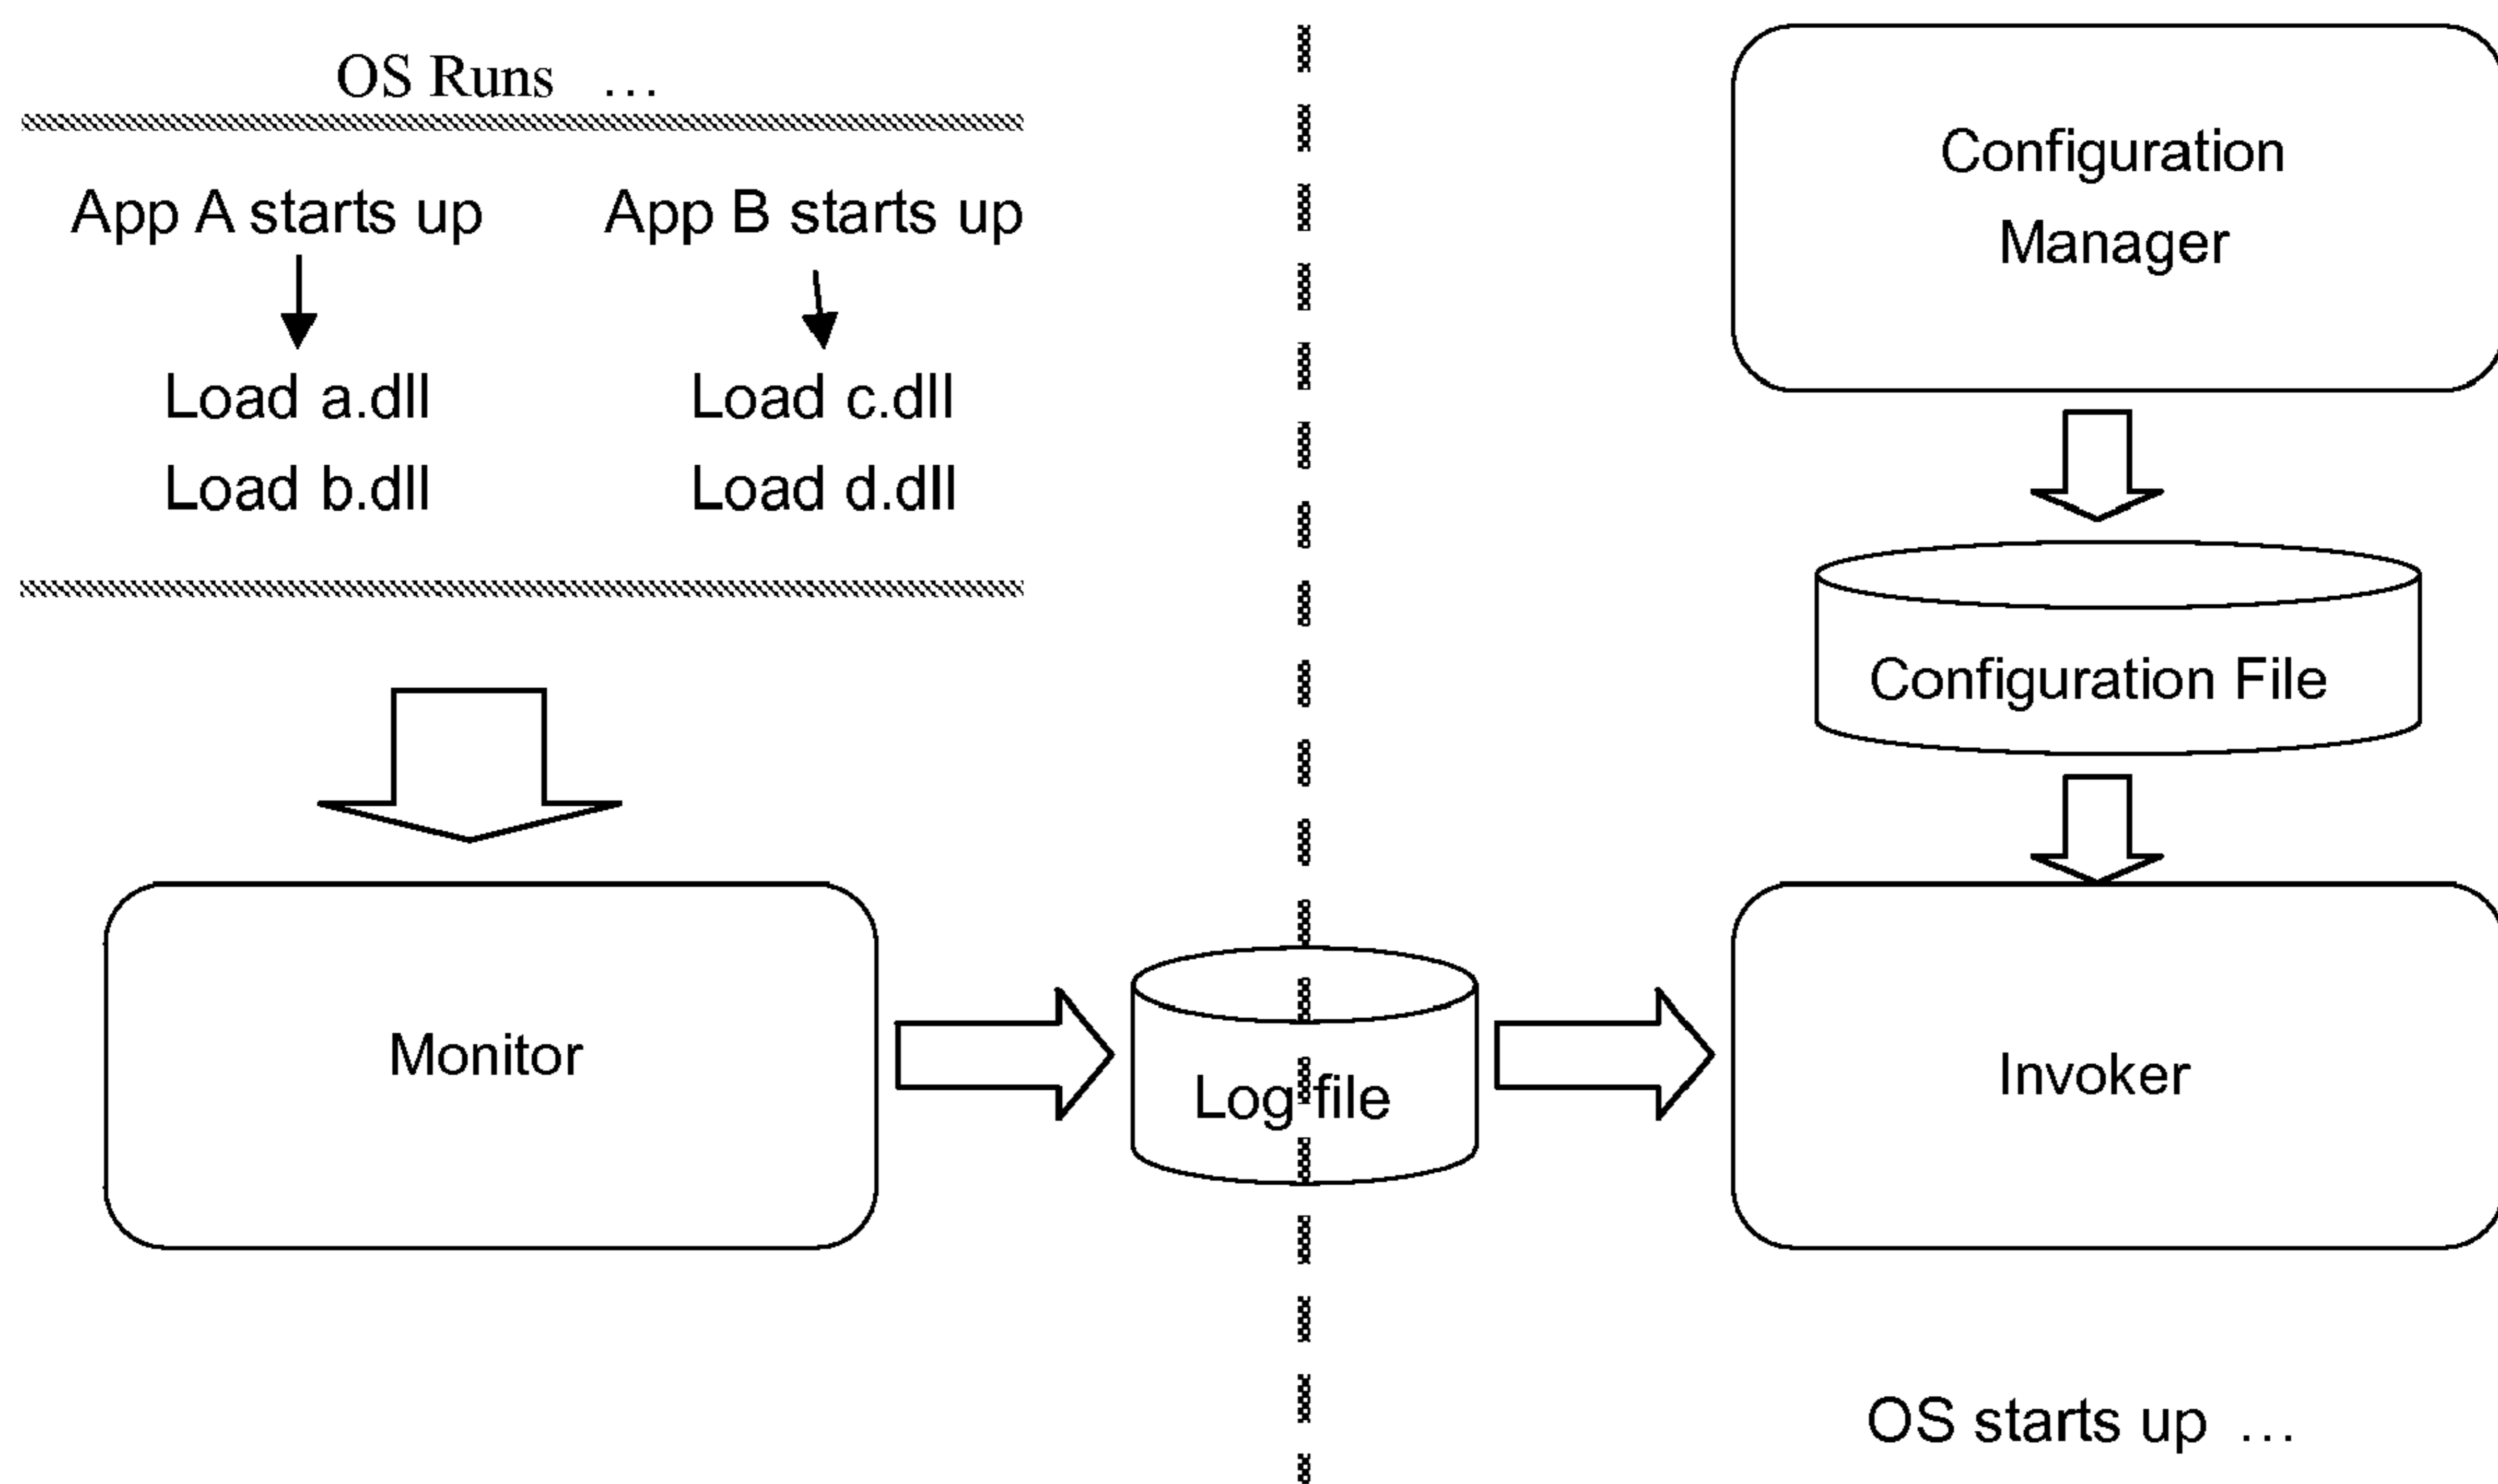 OS Runs …
App A starts up
App B starts up
Load a.dll
Load b.dll
Load c.dll
Load d.dll
Monitor
Log file
Configuration
Manager
Configuration File
Invoker
OS starts up …